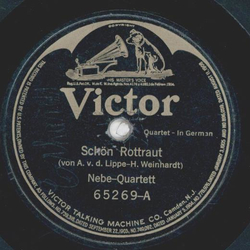 "HIS MASTER'S VOICE"
Victor
Quartet - In German
Schön Rottraut
(von A. v. d. Lippe-H. Weinhardt)
Nebe-Quartett
65269-A
VICTOR TALKING MACHINE CO. Camden, N.J.